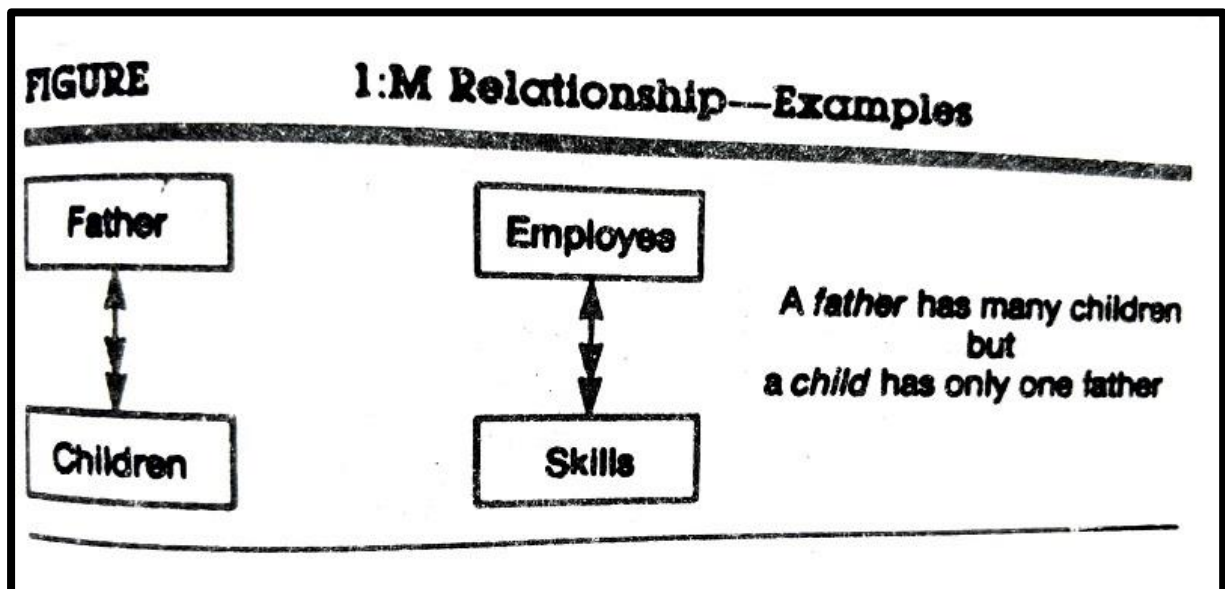 FIGURE 1:M Relationship—Examples
Father
Employee
A father has many children
but
a child has only one father
Children
Skills